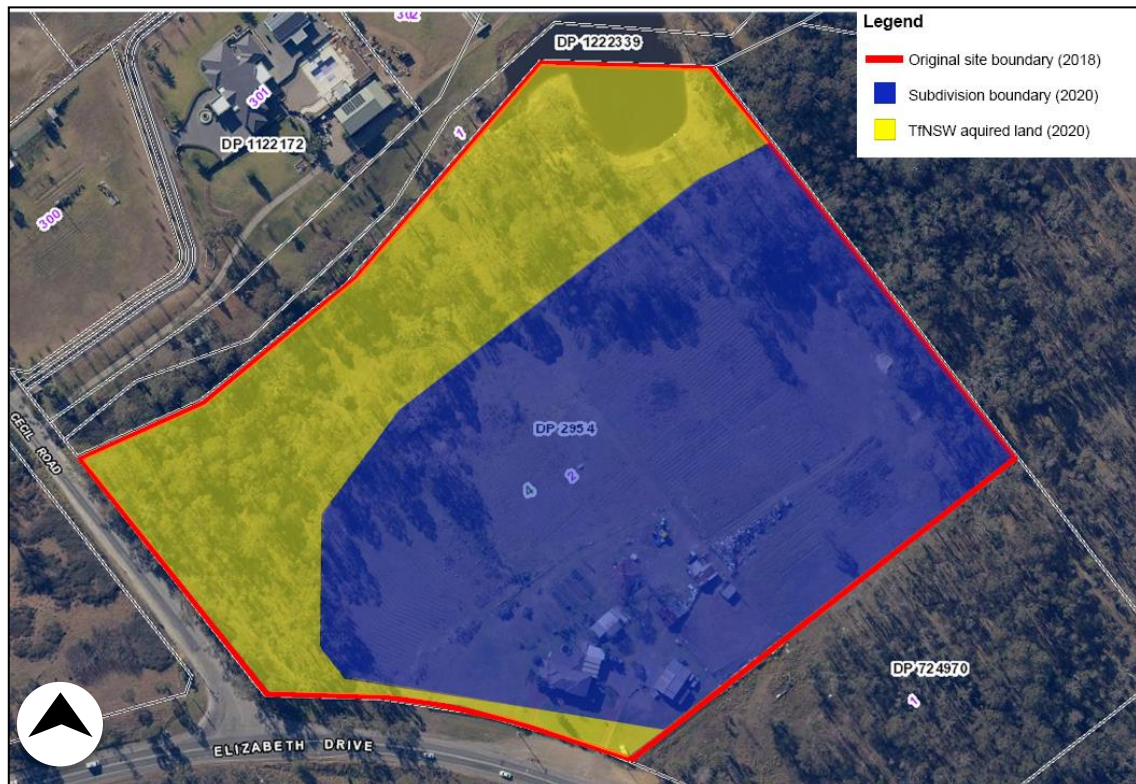 302
Legend
DP 1222339
Original site boundary (2018)
Subdivision boundary (2020)
TfNSW aquired land (2020)
301
DP 1122172
1
300
CECIL ROAD
DP 2954
4
2
DP 724970
1
ELIZABETH DRIVE